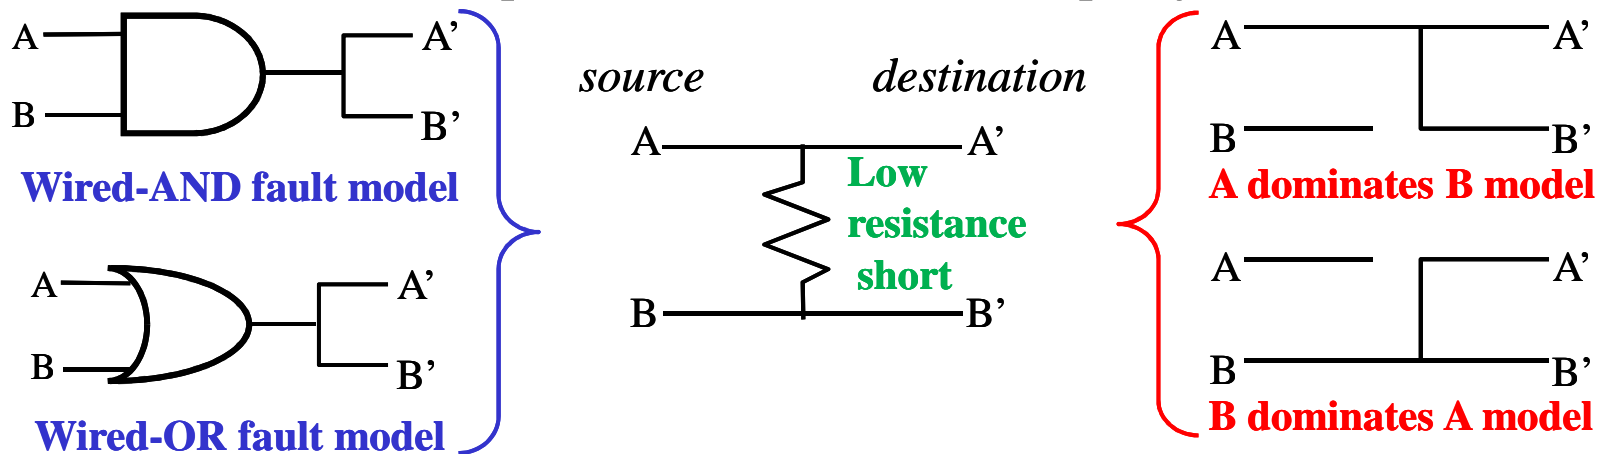 A
B
A'
B'
Wired-AND fault model
A
B
A'
B'
Wired-OR fault model
source
destination
A
A'
Low
resistance
short
B
B'
A
A'
B
B'
A dominates B model
A
A'
B
B'
B dominates A model